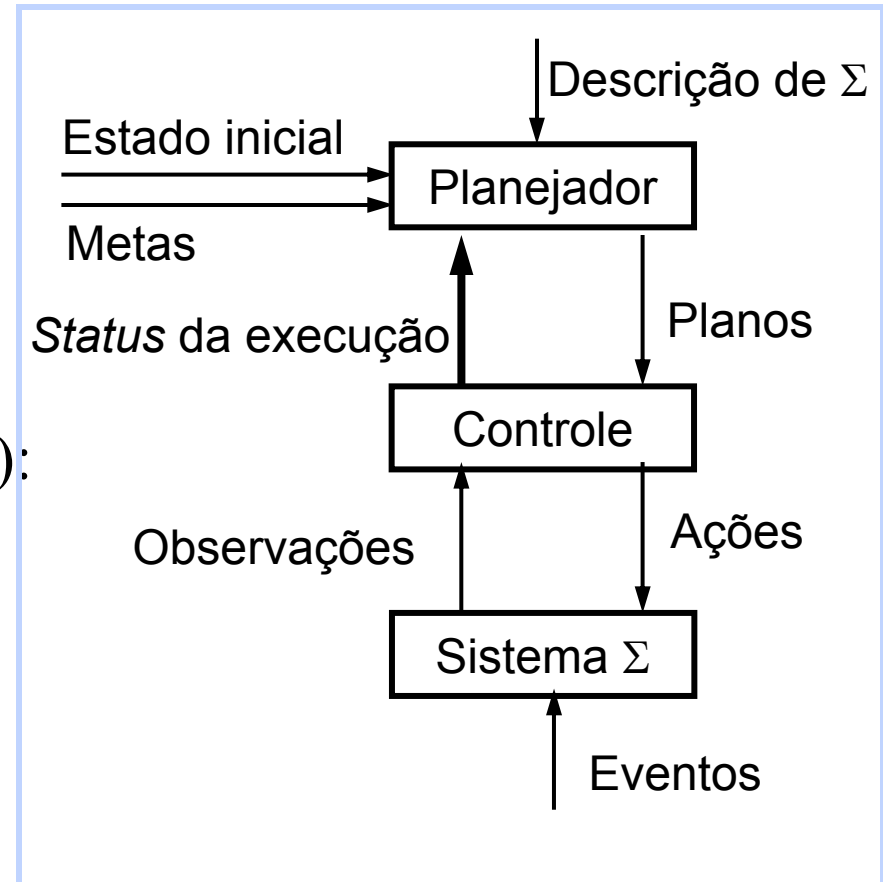 Descrição de Σ
Estado inicial
Planejador
Metas
Status da execução
Planos
Controle
):
Observações
Ações
Sistema Σ
Eventos